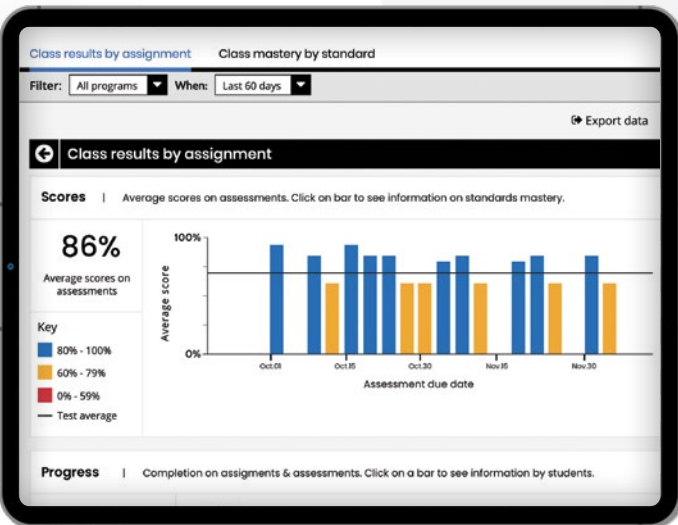 Class results by assignment Class mastery by standard
Filter: All programs When: Last 60 days
Export data
Class results by assignment
Scores | Average scores on assessments. Click on bar to see information on standards mastery.
86%
Average scores on
assessments
Key
80% - 100%
60% - 79%
0% - 59%
Test average
100%
Average score
0%
Oct.01 Oct.15 Oct.30 Nov.15 Nov.30
Assessment due date
Progress | Completion on assigments & assessments. Click on a bar to see information by students.